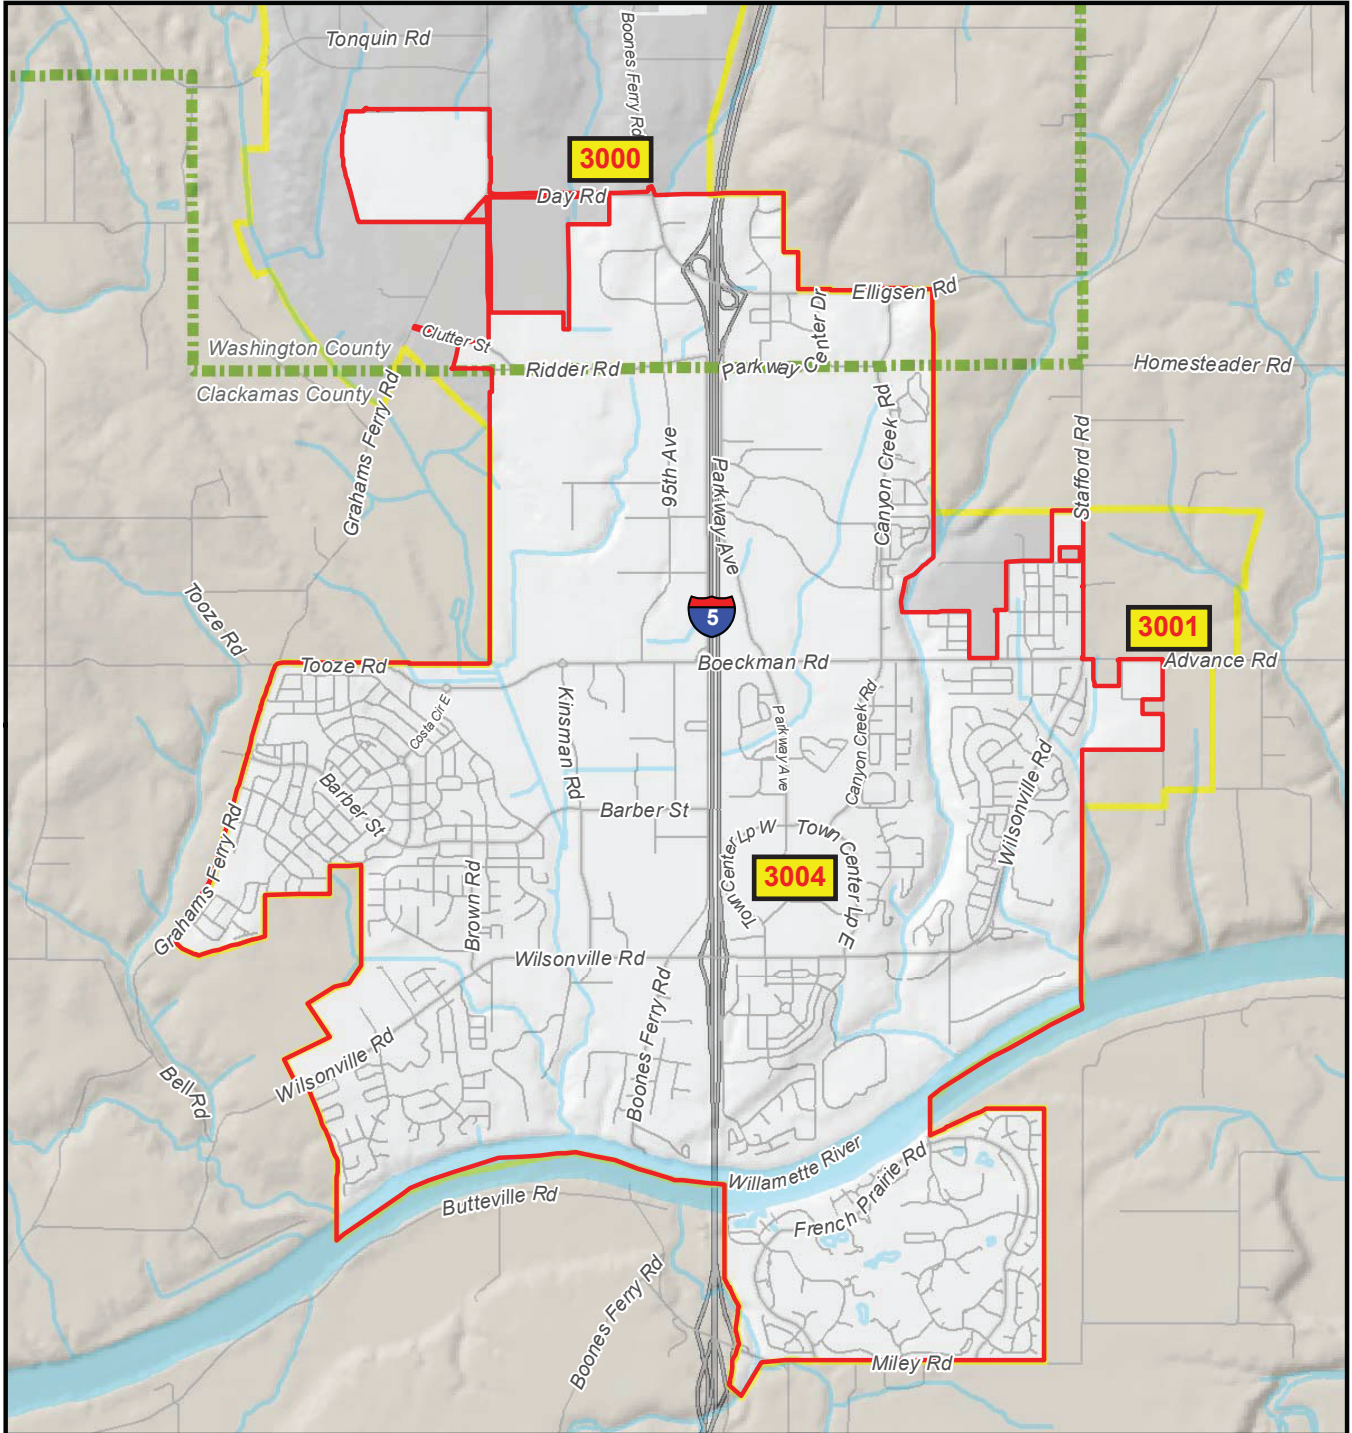 Tonquin Rd
Boones Ferry Rd
3000
Day Rd
Elligsen Rd
Clutter St
Washington County
Clackamas County
Ridder Rd
Parkway Center Dr
Homesteader Rd
Grahams Ferry Rd
95th Ave
Parkway Ave
Canyon Creek Rd
Stafford Rd
5
Tooze Rd
3001
Tooze Rd
Boeckman Rd
Advance Rd
Costa Cir E
Kinsman Rd
Parkway Ave
Canyon Creek Rd
Wilsonville Rd
Barber St
Barber St
Town Center Lp W
Town Center Lp E
3004
Grahams Ferry Rd
Brown Rd
Wilsonville Rd
Boones Ferry Rd
Wilsonville Rd
Bell Rd
Willamette River
Butteville Rd
French Prairie Rd
Boones Ferry Rd
Miley Rd